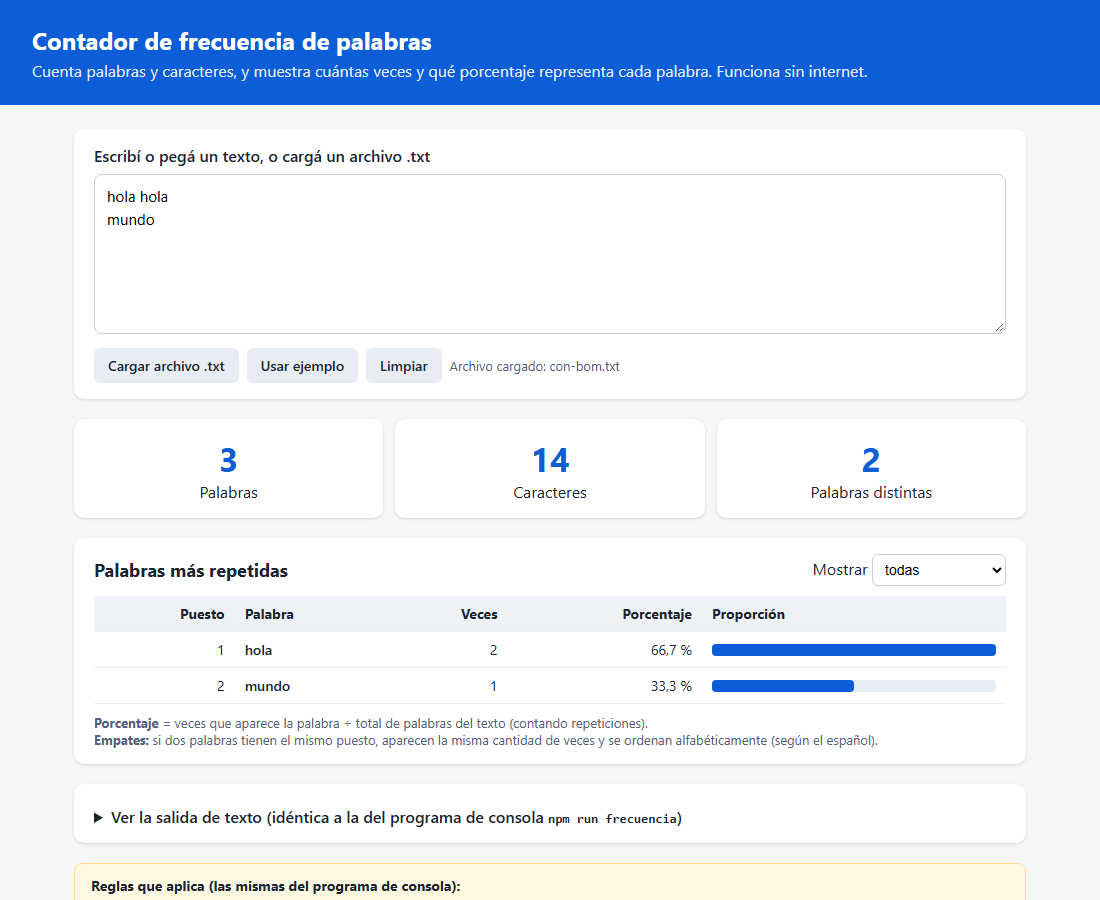 Contador de frecuencia de palabras
Cuenta palabras y caracteres, y muestra cuántas veces y qué porcentaje representa cada palabra. Funciona sin internet.
Escribí o pegá un texto, o cargá un archivo .txt
hola hola
mundo
Cargar archivo .txt Usar ejemplo Limpiar Archivo cargado: con-bom.txt
3 14 2
Palabras Caracteres Palabras distintas
Palabras más repetidas Mostrar todas
Puesto Palabra Veces Porcentaje Proporción
1 hola 2 66,7 %
2 mundo 1 33,3 %
Porcentaje = veces que aparece la palabra ÷ total de palabras del texto (contando repeticiones).
Empates: si dos palabras tienen el mismo puesto, aparecen la misma cantidad de veces y se ordenan alfabéticamente (según el español).
Ver la salida de texto (idéntica a la del programa de consola npm run frecuencia)
Reglas que aplica (las mismas del programa de consola):